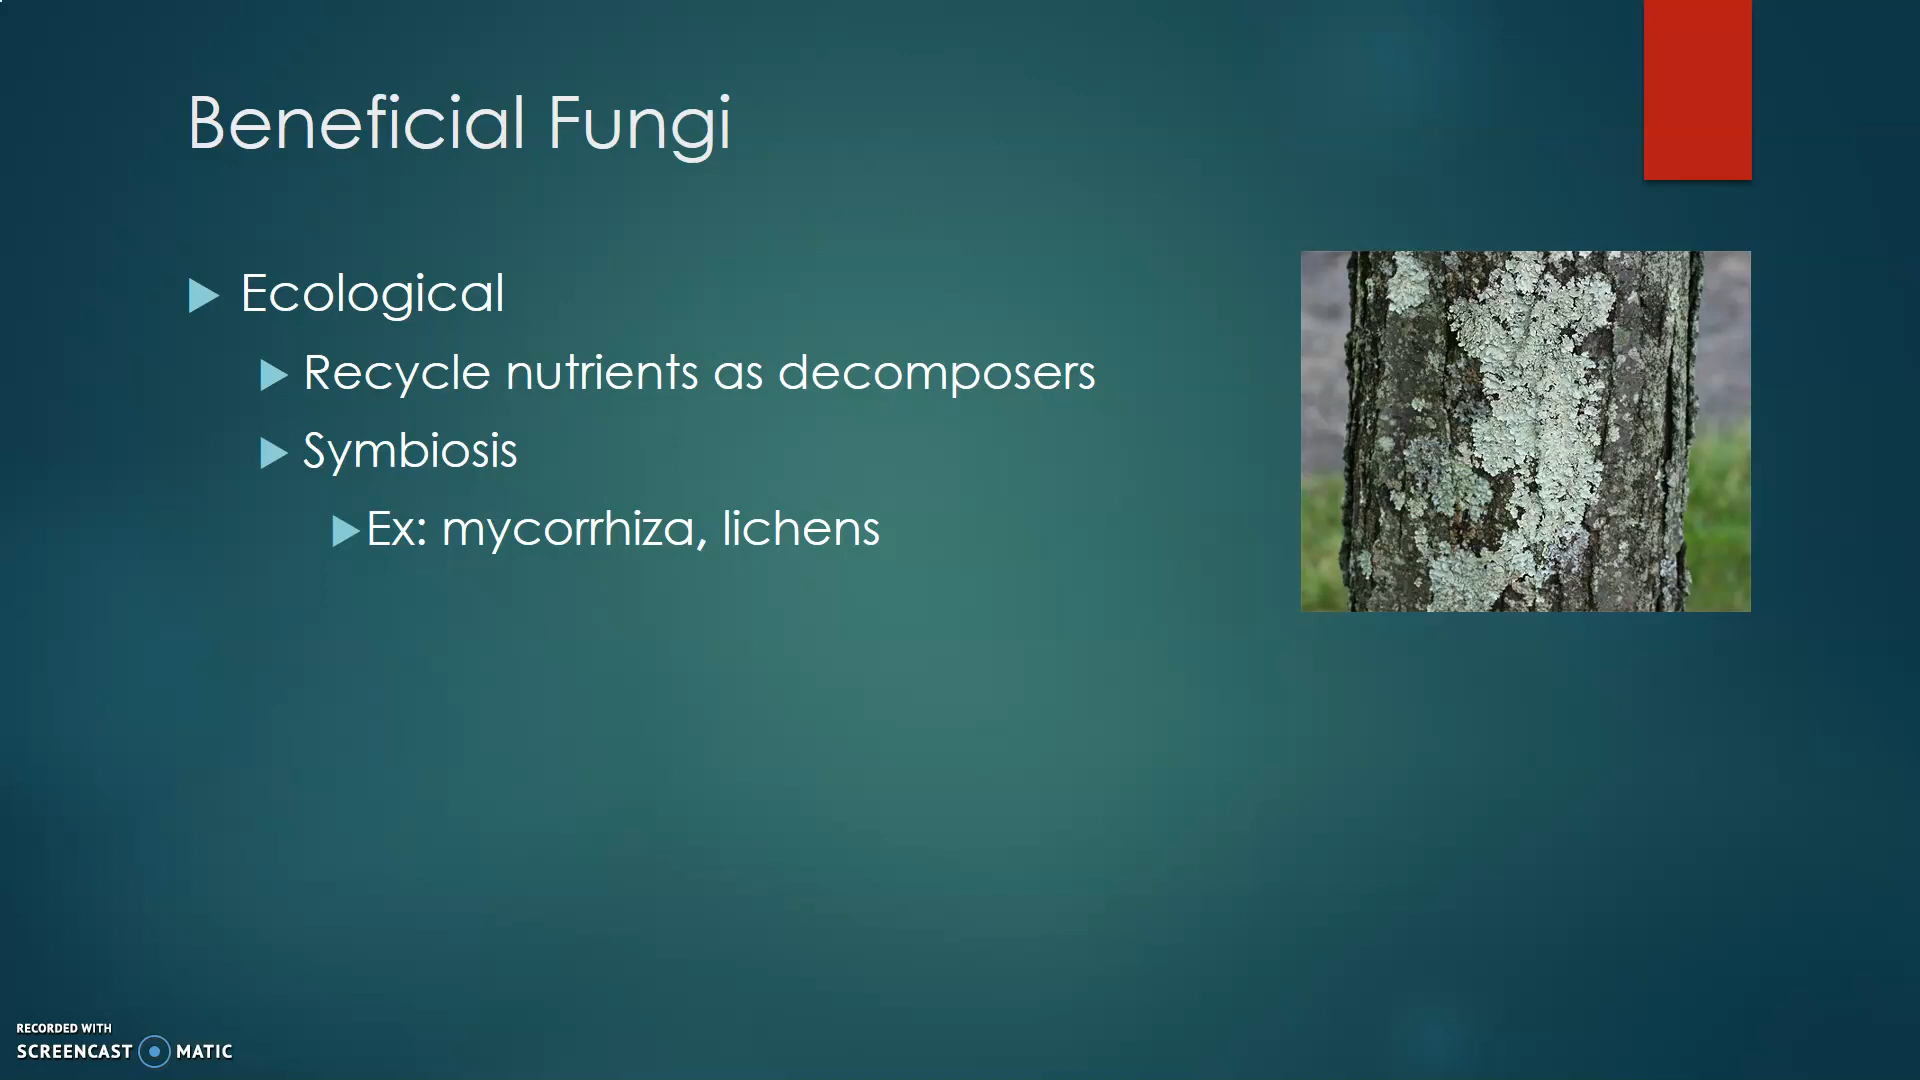 Beneficial Fungi
Ecological
Recycle nutrients as decomposers
Symbiosis
Ex: mycorrhiza, lichens
RECORDED WITH
SCREENCAST MATIC